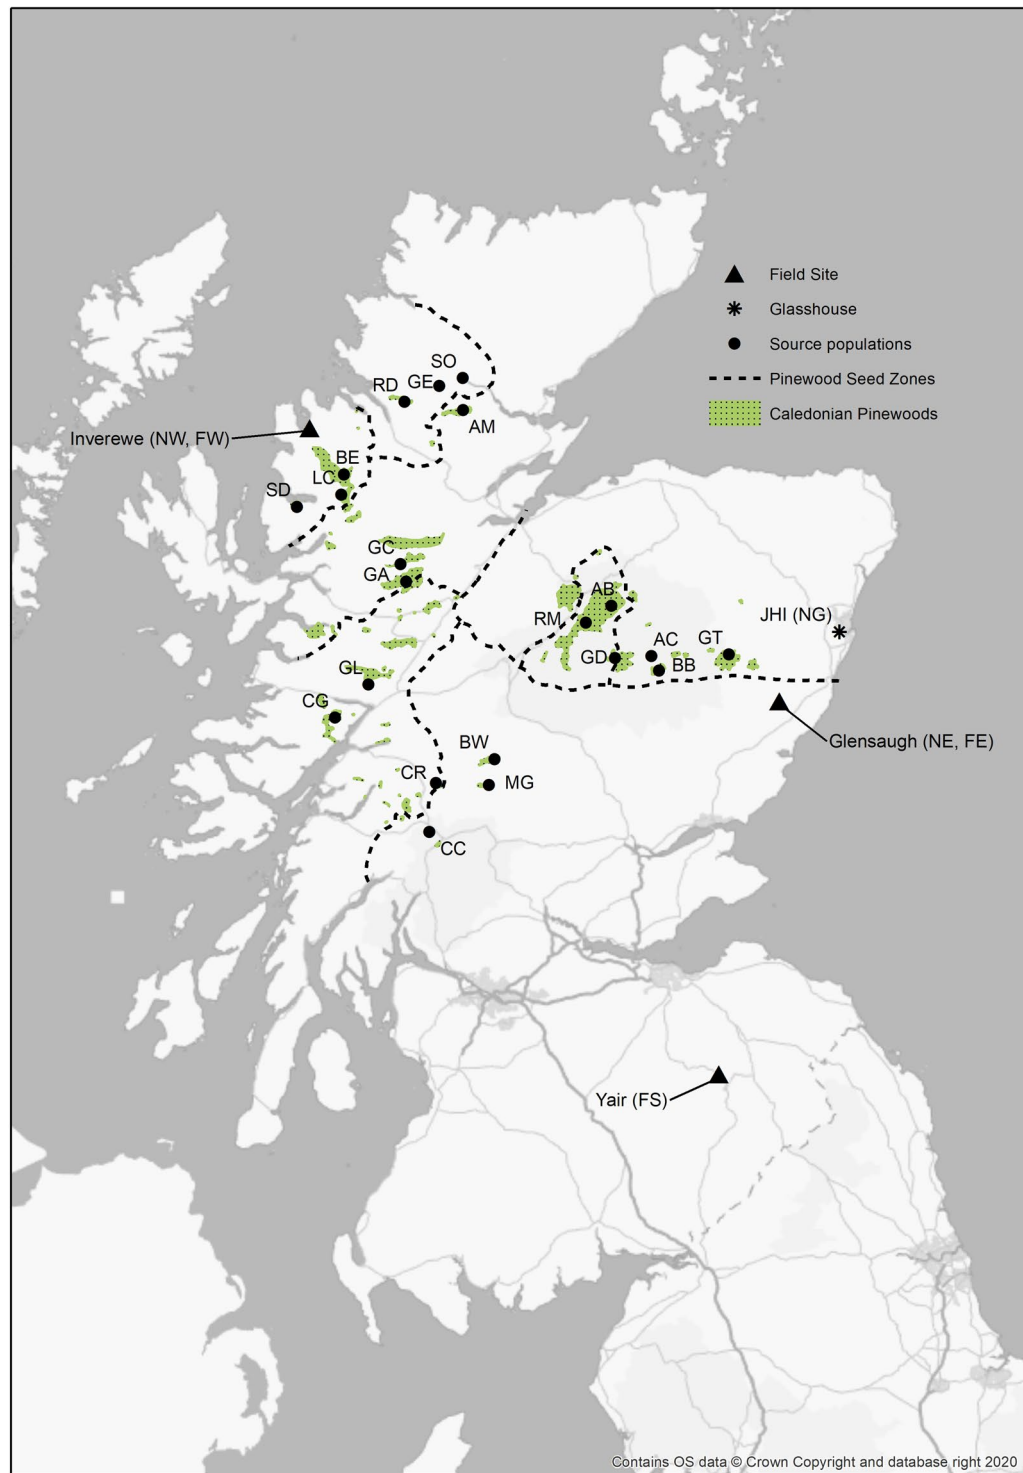 Field Site
Glasshouse
Source populations
Pinewood Seed Zones
Caledonian Pinewoods
SO
RD
GE
AM
Inverewe (NW, FW)
BE
LC
SD
GC
GA
AB
RM
JHI (NG)
AC
GT
GD
BB
GL
CG
Glensaugh (NE, FE)
BW
CR
MG
CC
Yair (FS)
Contains OS data © Crown Copyright and database right 2020